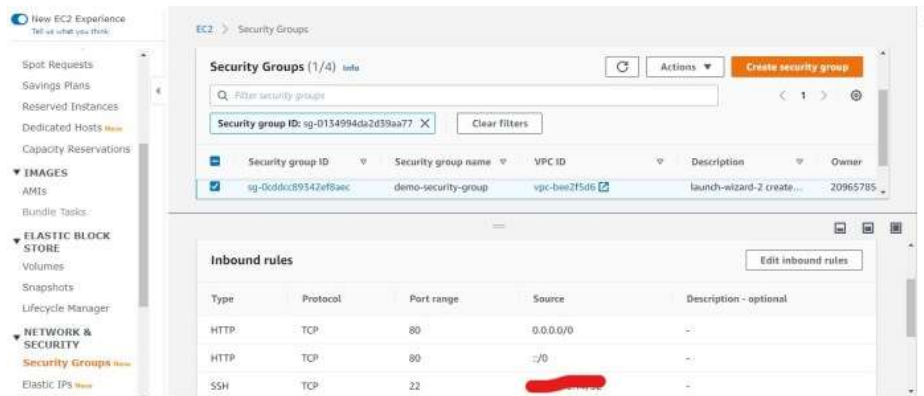 New EC2 Experience
Tell us what you think
Spot Requests
Savings Plans
Reserved Instances
Dedicated Hosts New
Capacity Reservations
IMAGES
AMIs
Bundle Tasks
ELASTIC BLOCK
STORE
Volumes
Snapshots
Lifecycle Manager
NETWORK &
SECURITY
Security Groups New
Elastic IPs New
EC2 > Security Groups
Security Groups (1/4) Info
Actions
Create security group
Filter security groups
1
Security group ID: sg-0134994da2d39aa77 X
Clear filters
Security group ID Security group name VPC ID Description Owner
sg-0cddcc89342ef8aec demo-security-group vpc-bee2f5d6 launch-wizard-2 create... 20965785
Inbound rules
Edit inbound rules
Type Protocol Port range Source Description - optional
HTTP TCP 80 0.0.0.0/0 -
HTTP TCP 80 ::/0 -
SSH TCP 22 -